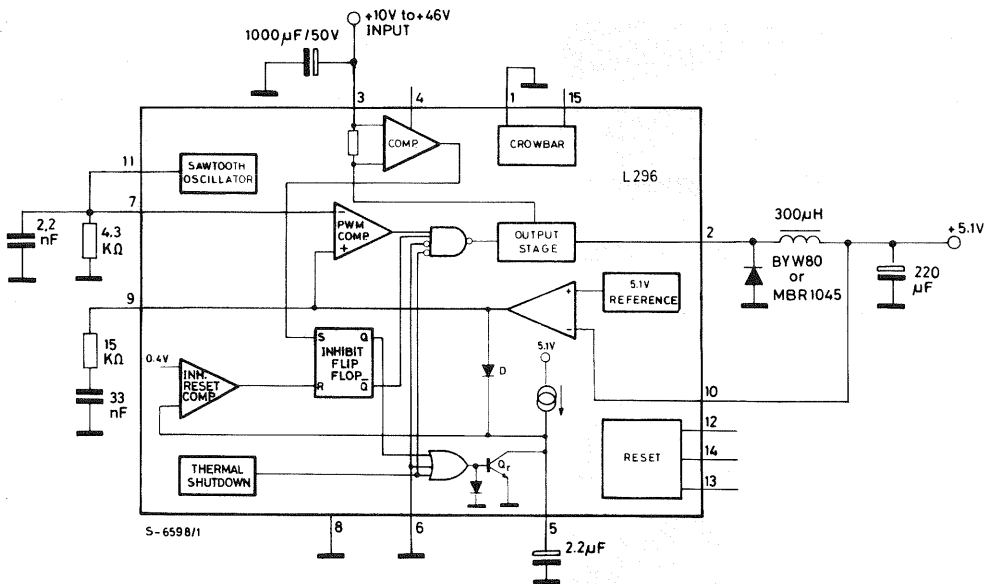 +10V to +46V
INPUT
1000µF/50V
3
4
1
15
COMP.
CROWBAR
L296
11
SAWTOOTH
OSCILLATOR
7
2,2
nF
4.3
KΩ
−
PWM
COMP.
+
OUTPUT
STAGE
2
300µH
+5.1V
BYW80
or
MBR1045
220
µF
5.1V
REFERENCE
+
−
9
15
KΩ
33
nF
0.4V
INH.
RESET
COMP.
S
Q
INHIBIT
FLIP
FLOP
R
Q̅
D
5.1V
10
12
RESET
14
13
THERMAL
SHUTDOWN
Qr
S-6598/1
8
6
5
2.2µF